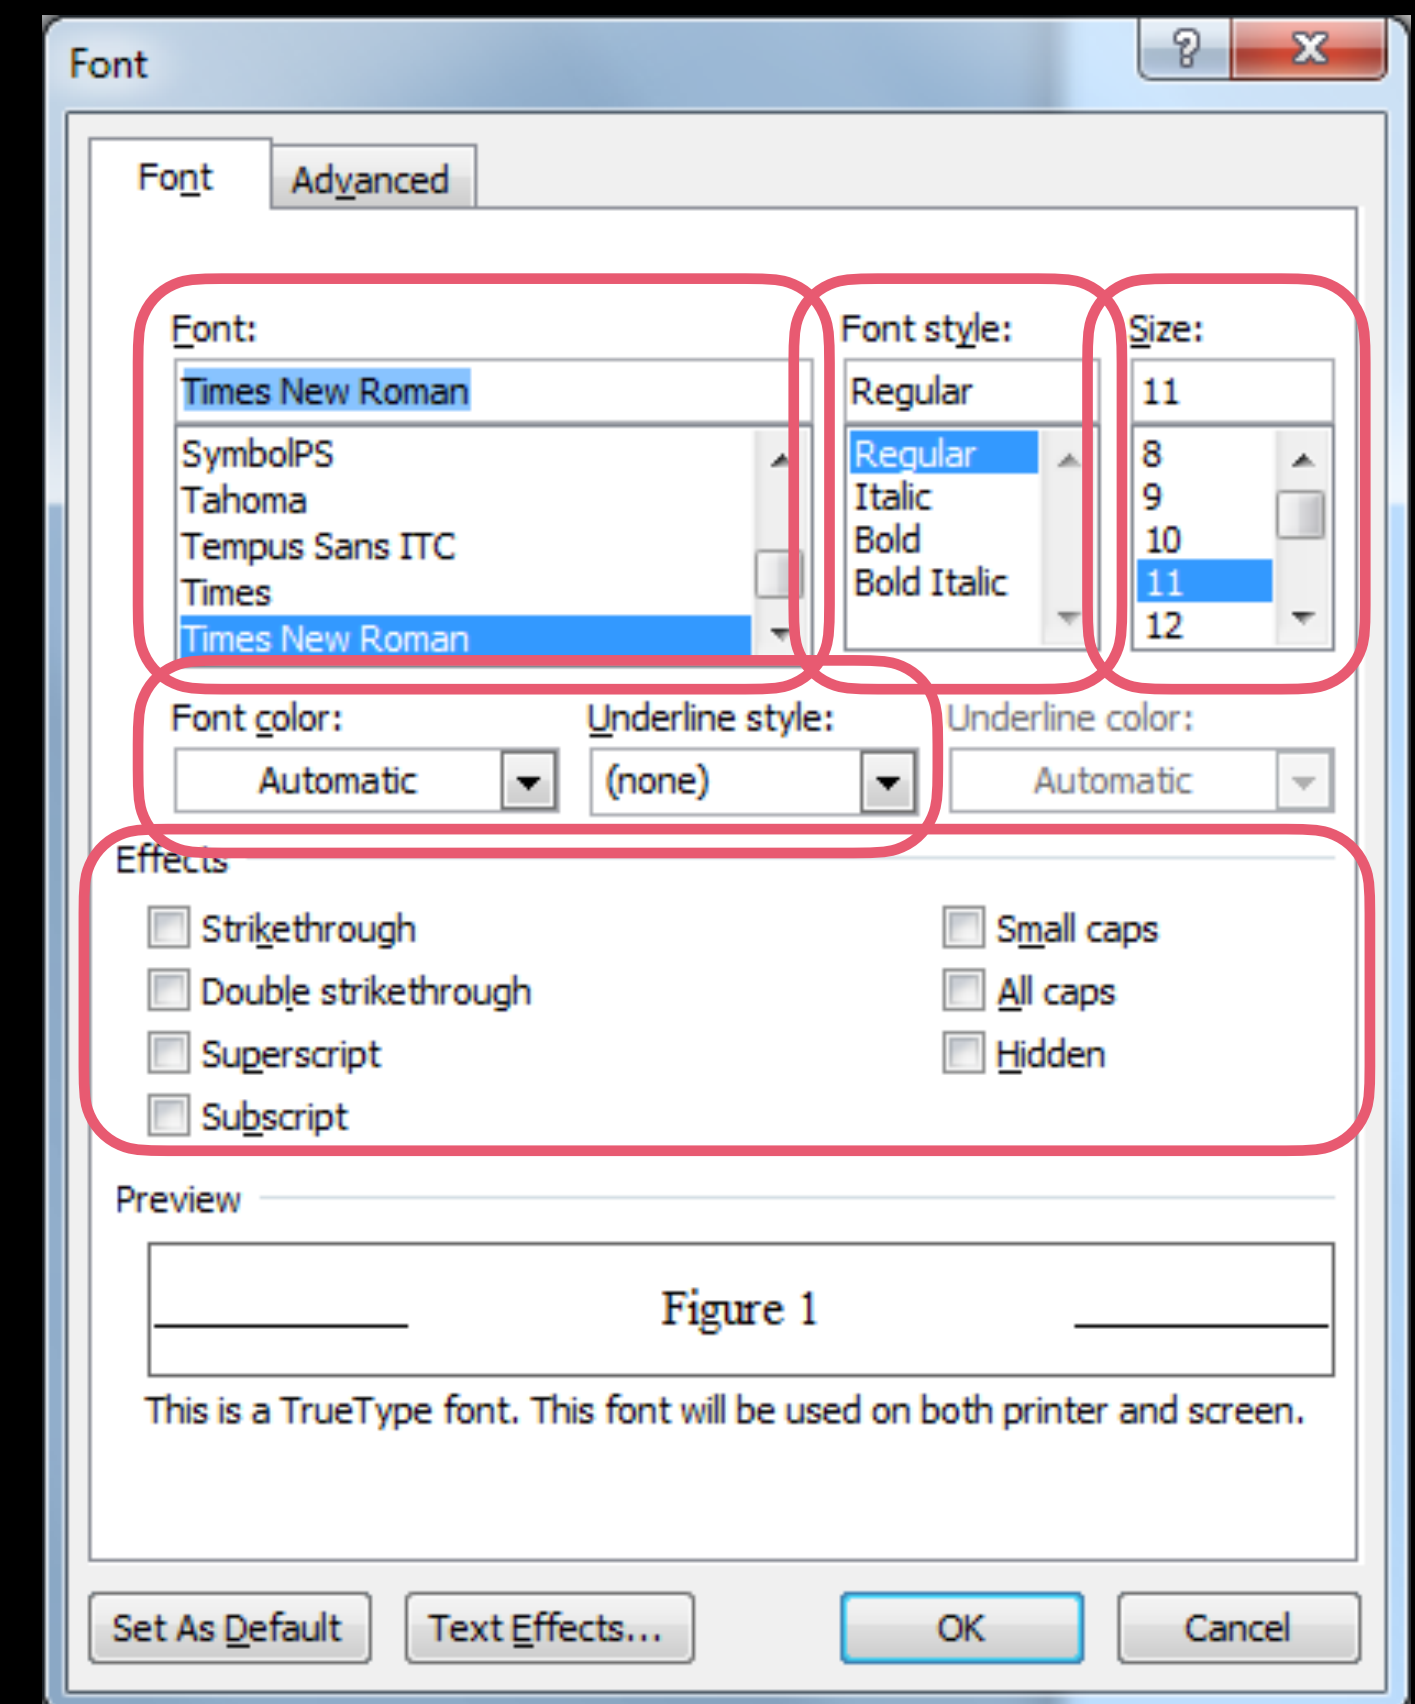 Font
Font Advanced
Font: Font style: Size:
Times New Roman Regular 11
SymbolPS Regular 8
Tahoma Italic 9
Tempus Sans ITC Bold 10
Times Bold Italic 11
Times New Roman 12
Font color: Underline style: Underline color:
Automatic (none) Automatic
Effects
Strikethrough Small caps
Double strikethrough All caps
Superscript Hidden
Subscript
Preview
Figure 1
This is a TrueType font. This font will be used on both printer and screen.
Set As Default Text Effects... OK Cancel